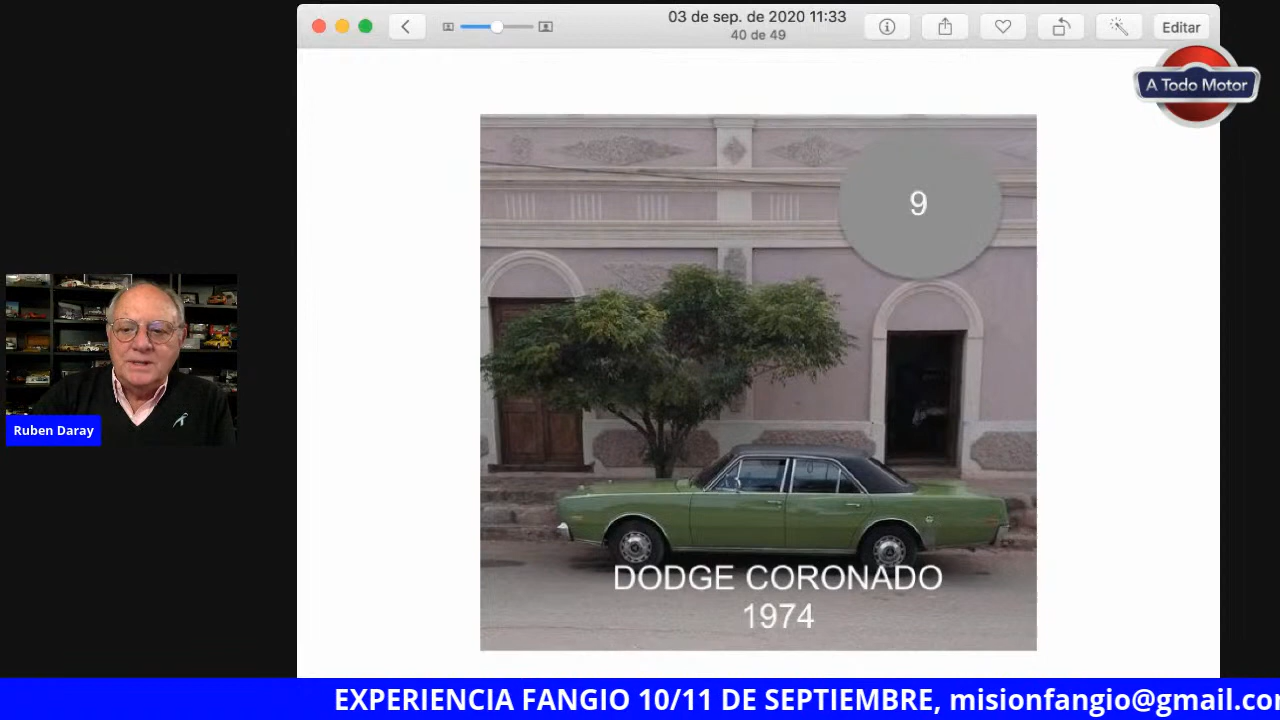 03 de sep. de 2020 11:33
40 de 49
Editar
A Todo Motor
9
Ruben Daray
DODGE CORONADO
1974
EXPERIENCIA FANGIO 10/11 DE SEPTIEMBRE, misionfangio@gmail.co